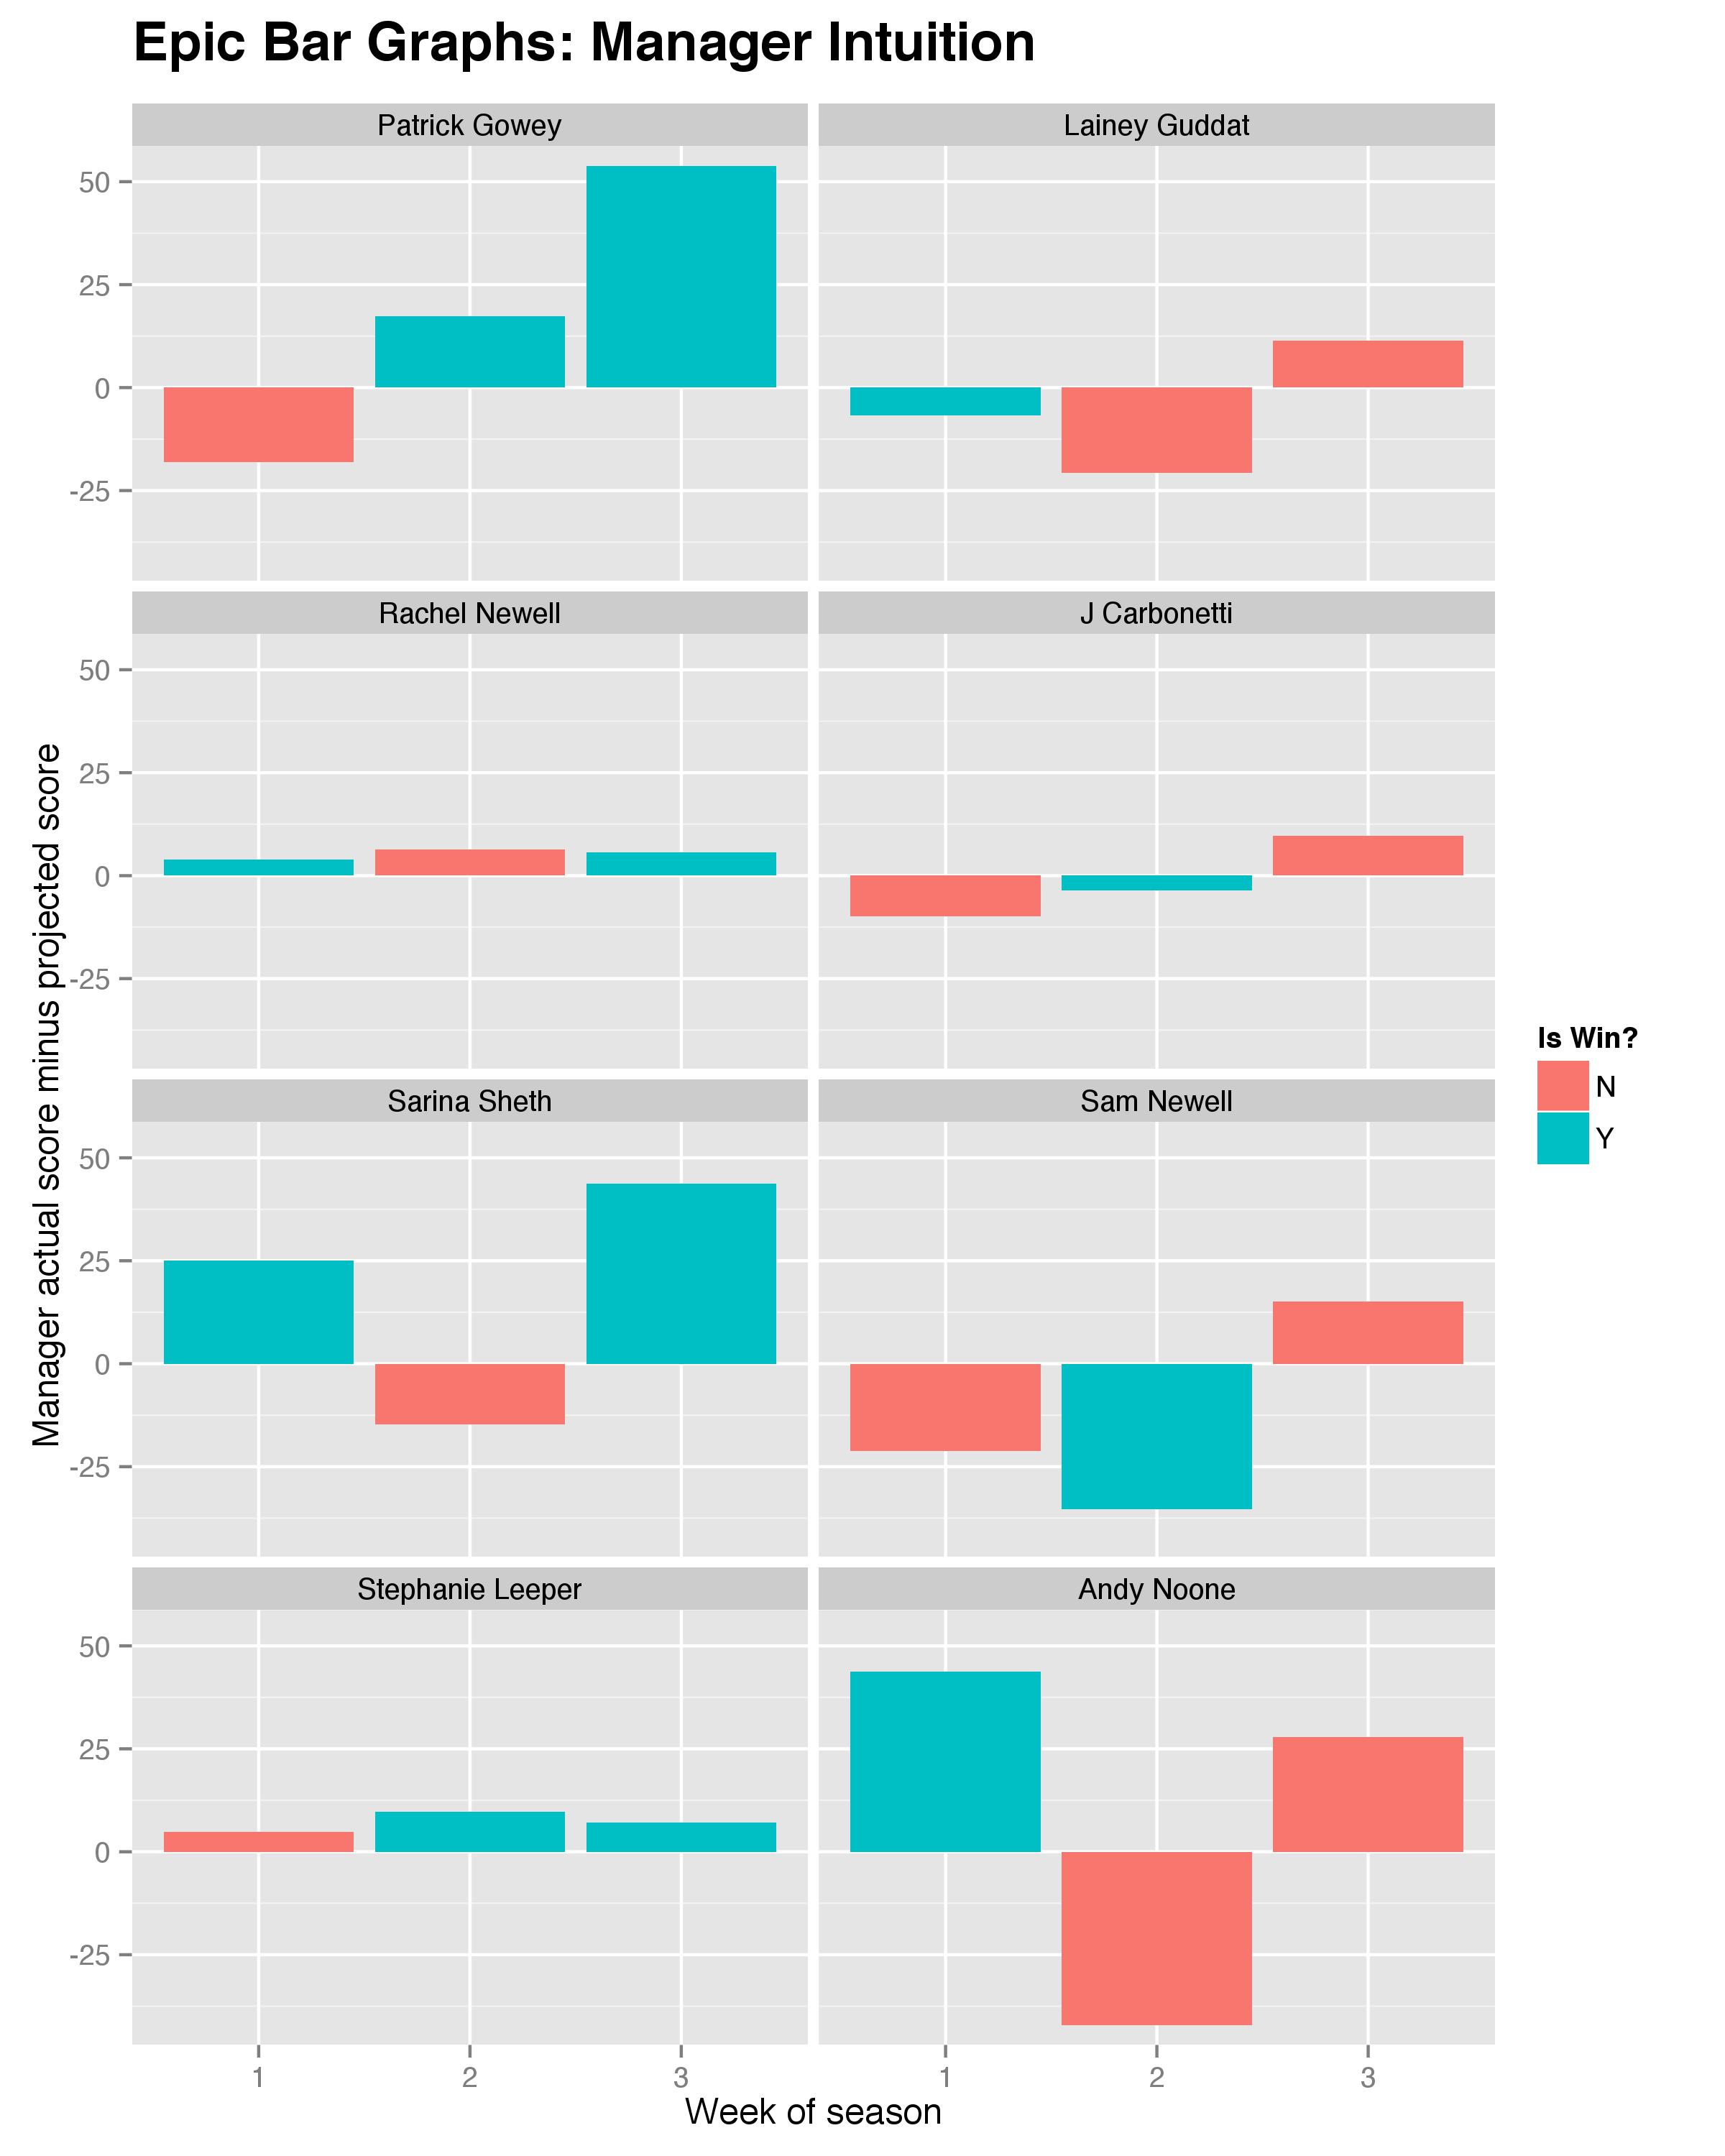 Epic Bar Graphs: Manager Intuition
Patrick Gowey
Lainey Guddat
50
25
0
-25
Rachel Newell
J Carbonetti
50
25
0
-25
Sarina Sheth
Sam Newell
50
25
0
-25
Stephanie Leeper
Andy Noone
50
25
0
-25
1 2 3 1 2 3
Week of season
Manager actual score minus projected score
Is Win?
N
Y